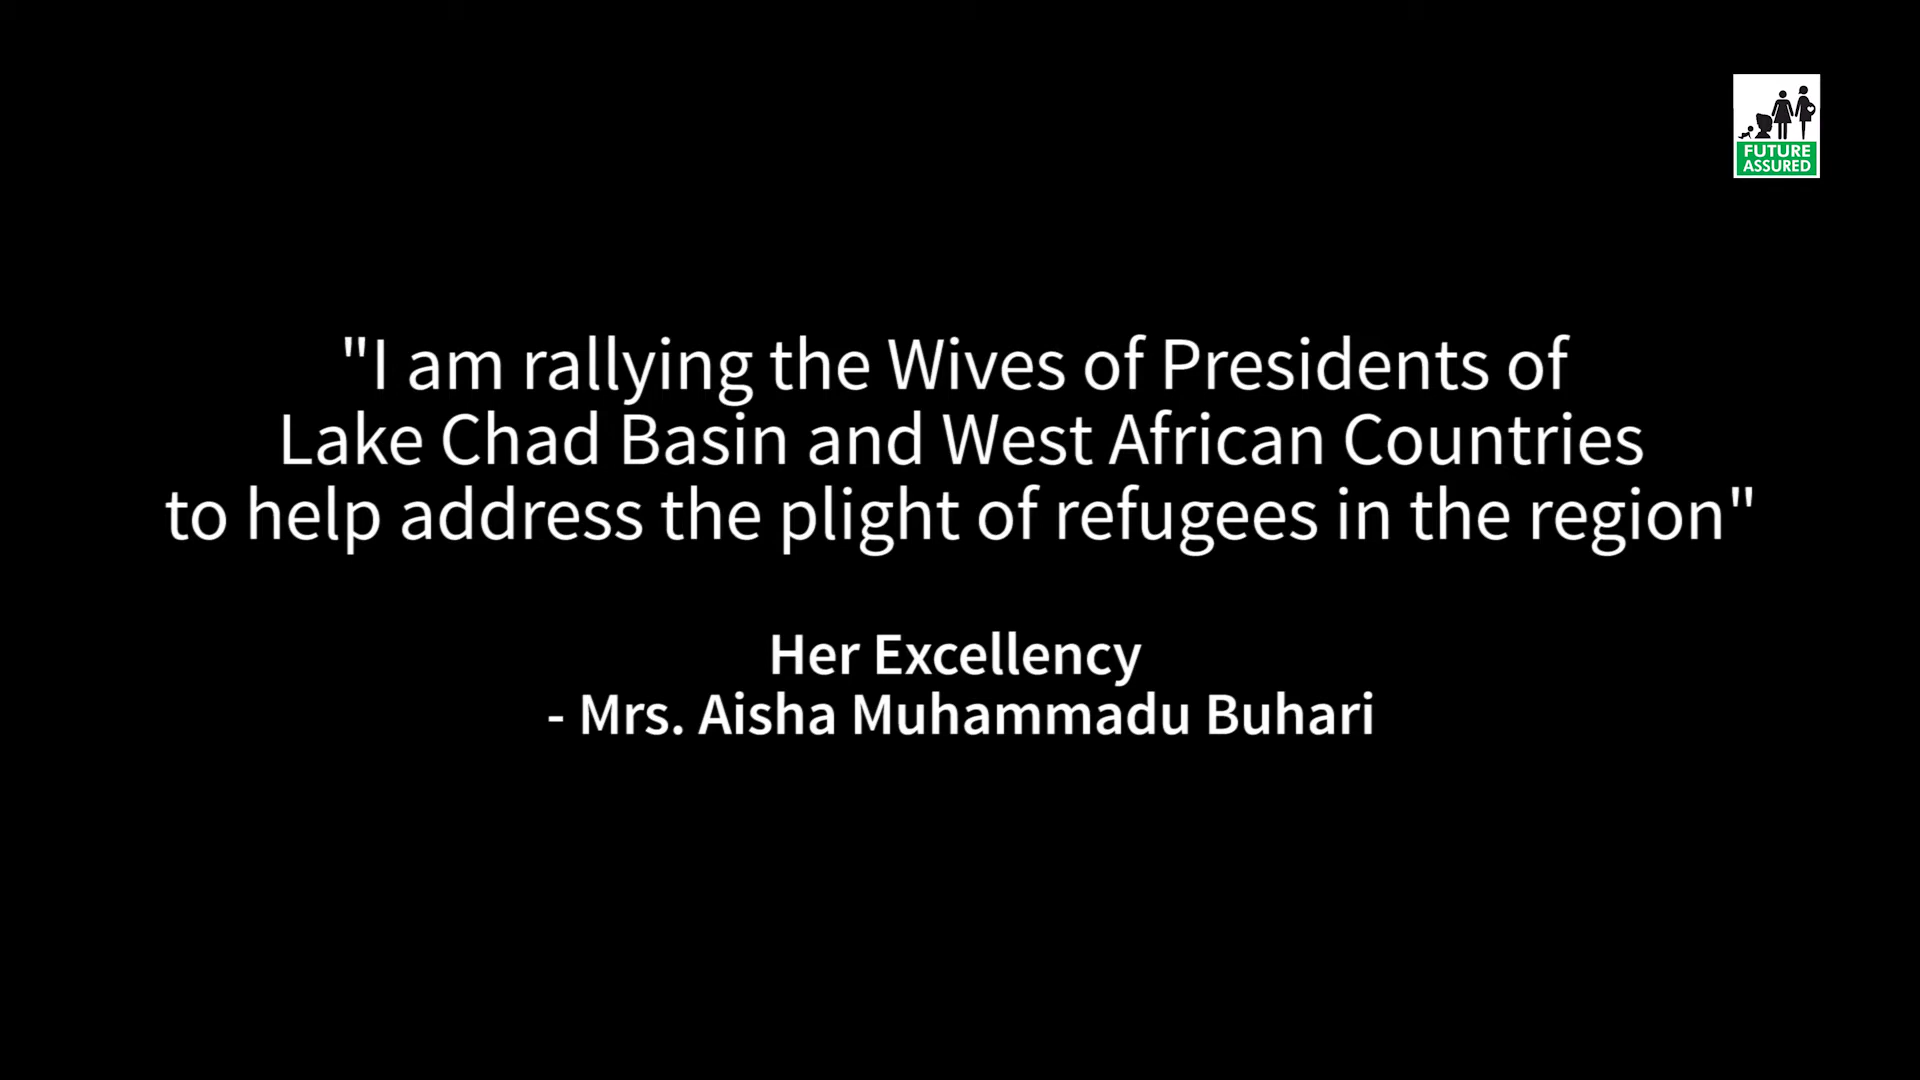 FUTURE
ASSURED
"I am rallying the Wives of Presidents of
Lake Chad Basin and West African Countries
to help address the plight of refugees in the region"
Her Excellency
- Mrs. Aisha Muhammadu Buhari